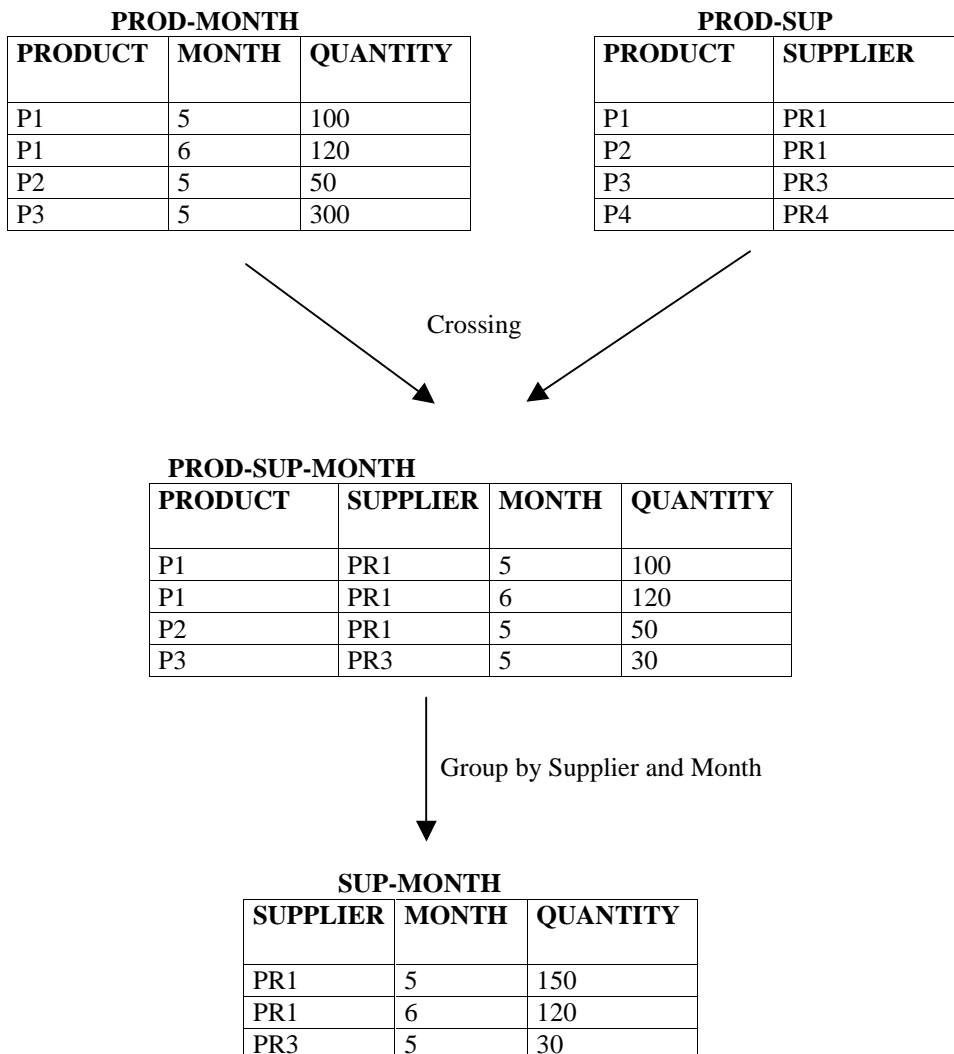 PROD-MONTH
PRODUCT MONTH QUANTITY
P1 5 100
P1 6 120
P2 5 50
P3 5 300
PROD-SUP
PRODUCT SUPPLIER
P1 PR1
P2 PR1
P3 PR3
P4 PR4
Crossing
PROD-SUP-MONTH
PRODUCT SUPPLIER MONTH QUANTITY
P1 PR1 5 100
P1 PR1 6 120
P2 PR1 5 50
P3 PR3 5 30
Group by Supplier and Month
SUP-MONTH
SUPPLIER MONTH QUANTITY
PR1 5 150
PR1 6 120
PR3 5 30